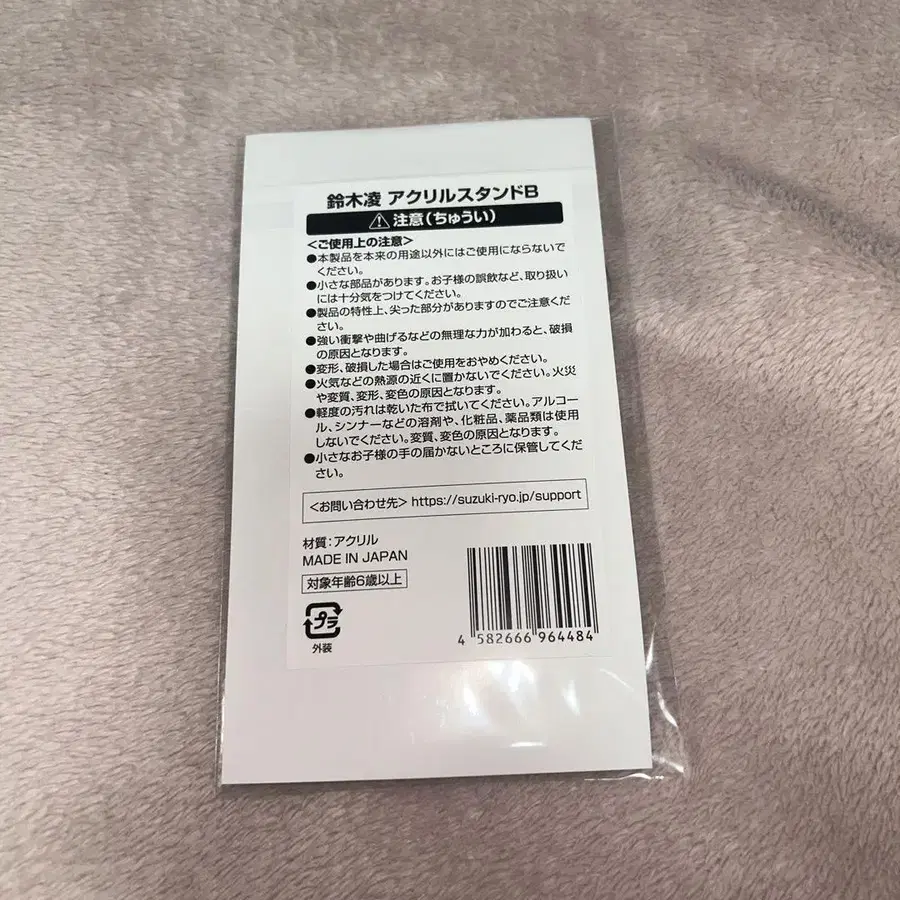 鈴木凌 アクリルスタンドB
注意(ちゅうい)
<ご使用上の注意>
●本製品を本来の用途以外にはご使用にならないで
ください。
●小さな部品があります。お子様の誤飲など、取り扱い
には十分気をつけてください。
●製品の特性上、尖った部分がありますのでご注意くだ
さい。
●強い衝撃や曲げるなどの無理な力が加わると、破損
の原因となります。
●変形、破損した場合はご使用をおやめください。
●火気などの熱源の近くに置かないでください。火災
や変質、変形、変色の原因となります。
●軽度の汚れは乾いた布で拭いてください。アルコー
ル、シンナーなどの溶剤や、化粧品、薬品類は使用
しないでください。変質、変色の原因となります。
●小さなお子様の手の届かないところに保管してくだ
さい。
<お問い合わせ先> https://suzuki-ryo.jp/support
材質:アクリル
MADE IN JAPAN
対象年齢6歳以上
プラ
外装
4 582666 964484